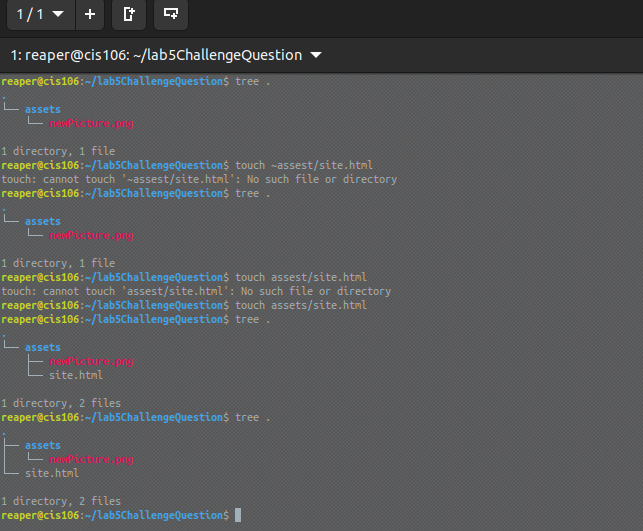 1 / 1
1: reaper@cis106: ~/lab5ChallengeQuestion
reaper@cis106:~/lab5ChallengeQuestion$ tree .
.
└── assets
    └── newPicture.png

1 directory, 1 file
reaper@cis106:~/lab5ChallengeQuestion$ touch ~assest/site.html
touch: cannot touch '~assest/site.html': No such file or directory
reaper@cis106:~/lab5ChallengeQuestion$ tree .
.
└── assets
    └── newPicture.png

1 directory, 1 file
reaper@cis106:~/lab5ChallengeQuestion$ touch assest/site.html
touch: cannot touch 'assest/site.html': No such file or directory
reaper@cis106:~/lab5ChallengeQuestion$ touch assets/site.html
reaper@cis106:~/lab5ChallengeQuestion$ tree .
.
└── assets
    ├── newPicture.png
    └── site.html

1 directory, 2 files
reaper@cis106:~/lab5ChallengeQuestion$ tree .
.
├── assets
│   └── newPicture.png
└── site.html

1 directory, 2 files
reaper@cis106:~/lab5ChallengeQuestion$